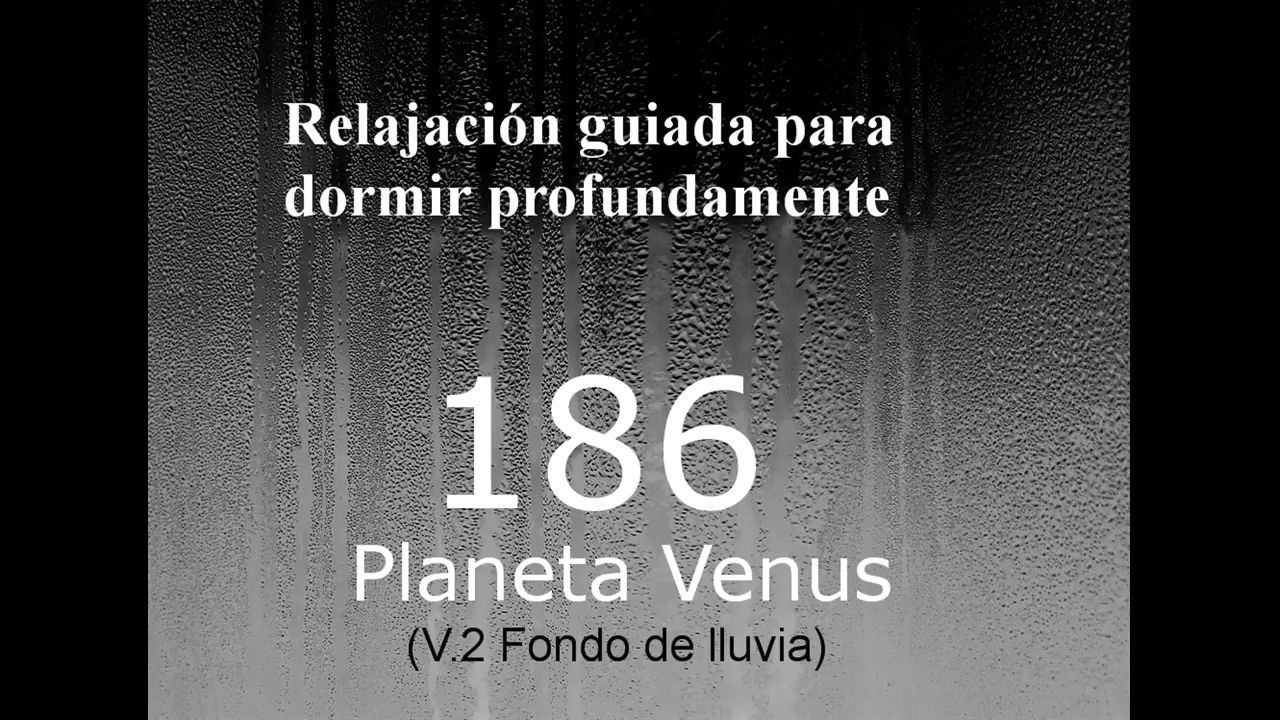 Relajación guiada para
dormir profundamente
186
Planeta Venus
(V.2 Fondo de lluvia)